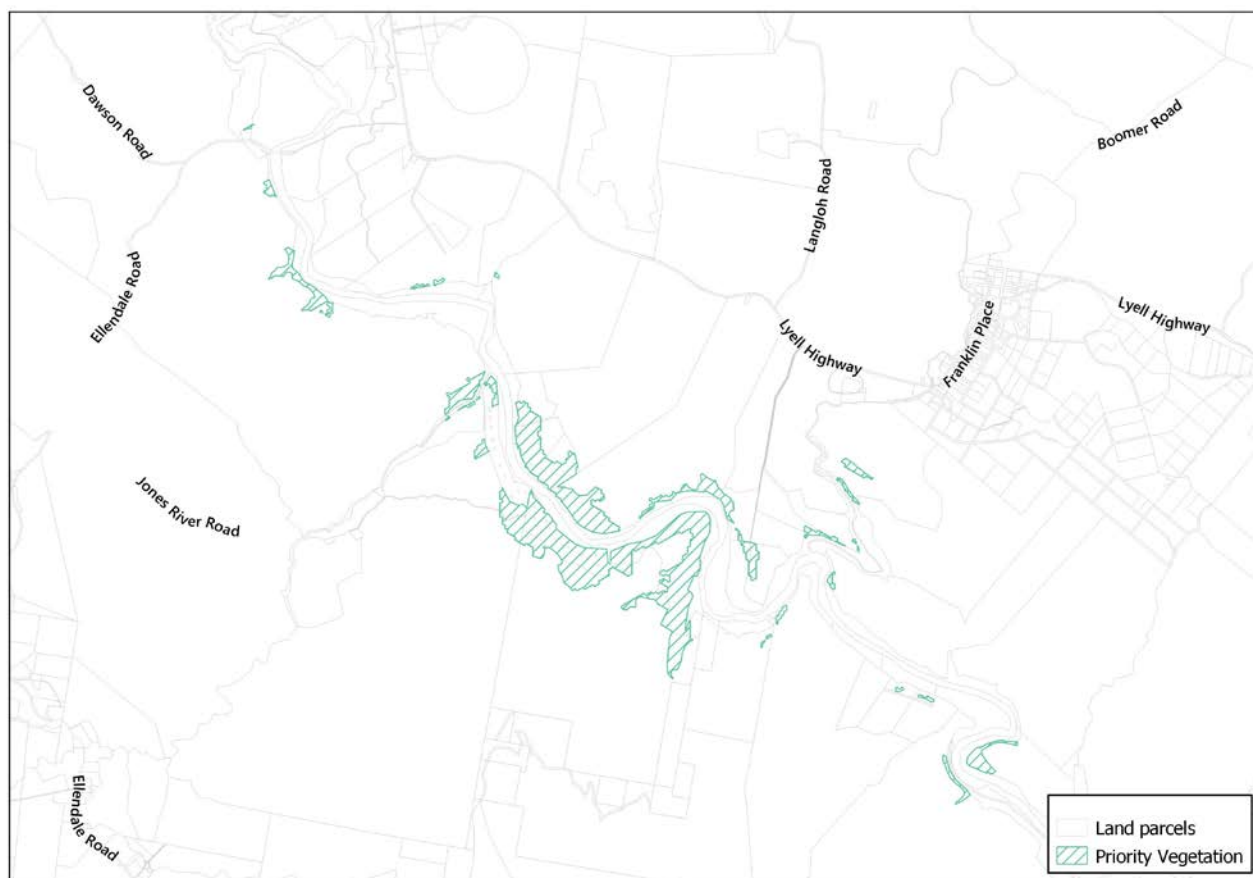 Dawson Road
Boomer Road
Langloh Road
Ellendale Road
Lyell Highway
Lyell Highway
Franklin Place
Jones River Road
Ellendale Road
Land parcels
Priority Vegetation